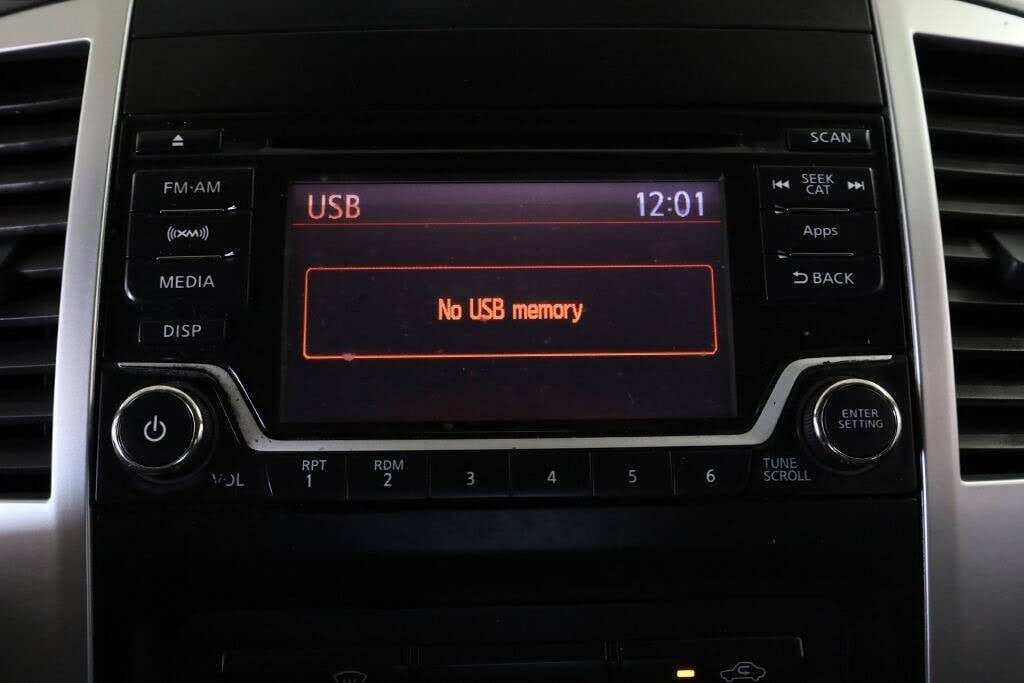 SCAN
FM·AM
XM
MEDIA
DISP
USB 12:01
No USB memory
SEEK
CAT
Apps
BACK
ENTER
SETTING
VOL
RPT
1
RDM
2
3
4
5
6
TUNE
SCROLL